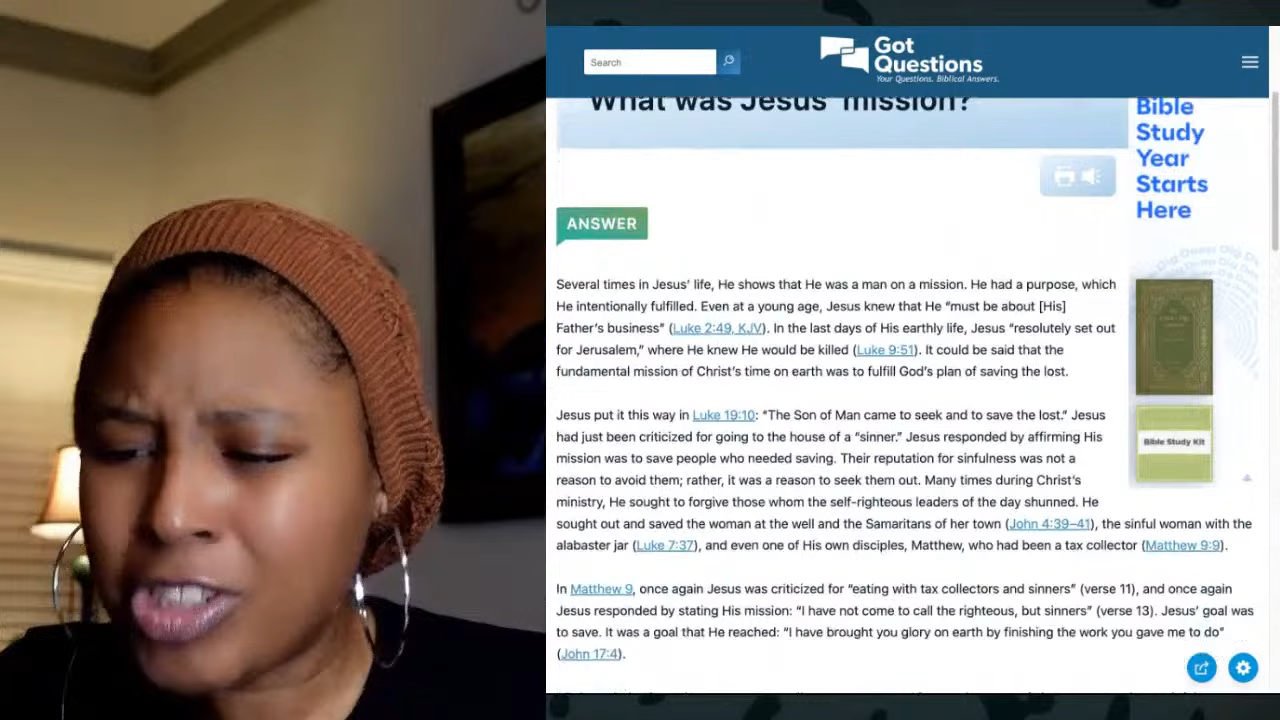 Search
Got
Questions
Your Questions. Biblical Answers.
What was Jesus' mission?
Bible
Study
Year
Starts
Here
ANSWER
Several times in Jesus' life, He shows that He was a man on a mission. He had a purpose, which
He intentionally fulfilled. Even at a young age, Jesus knew that He “must be about [His]
Father's business” (Luke 2:49, KJV). In the last days of His earthly life, Jesus “resolutely set out
for Jerusalem,” where He knew He would be killed (Luke 9:51). It could be said that the
fundamental mission of Christ's time on earth was to fulfill God's plan of saving the lost.
Jesus put it this way in Luke 19:10: “The Son of Man came to seek and to save the lost.” Jesus
had just been criticized for going to the house of a “sinner.” Jesus responded by affirming His
mission was to save people who needed saving. Their reputation for sinfulness was not a
reason to avoid them; rather, it was a reason to seek them out. Many times during Christ's
ministry, He sought to forgive those whom the self-righteous leaders of the day shunned. He
sought out and saved the woman at the well and the Samaritans of her town (John 4:39–41), the sinful woman with the
alabaster jar (Luke 7:37), and even one of His own disciples, Matthew, who had been a tax collector (Matthew 9:9).
In Matthew 9, once again Jesus was criticized for “eating with tax collectors and sinners” (verse 11), and once again
Jesus responded by stating His mission: “I have not come to call the righteous, but sinners” (verse 13). Jesus' goal was
to save. It was a goal that He reached: “I have brought you glory on earth by finishing the work you gave me to do”
(John 17:4).
Bible Study Kit